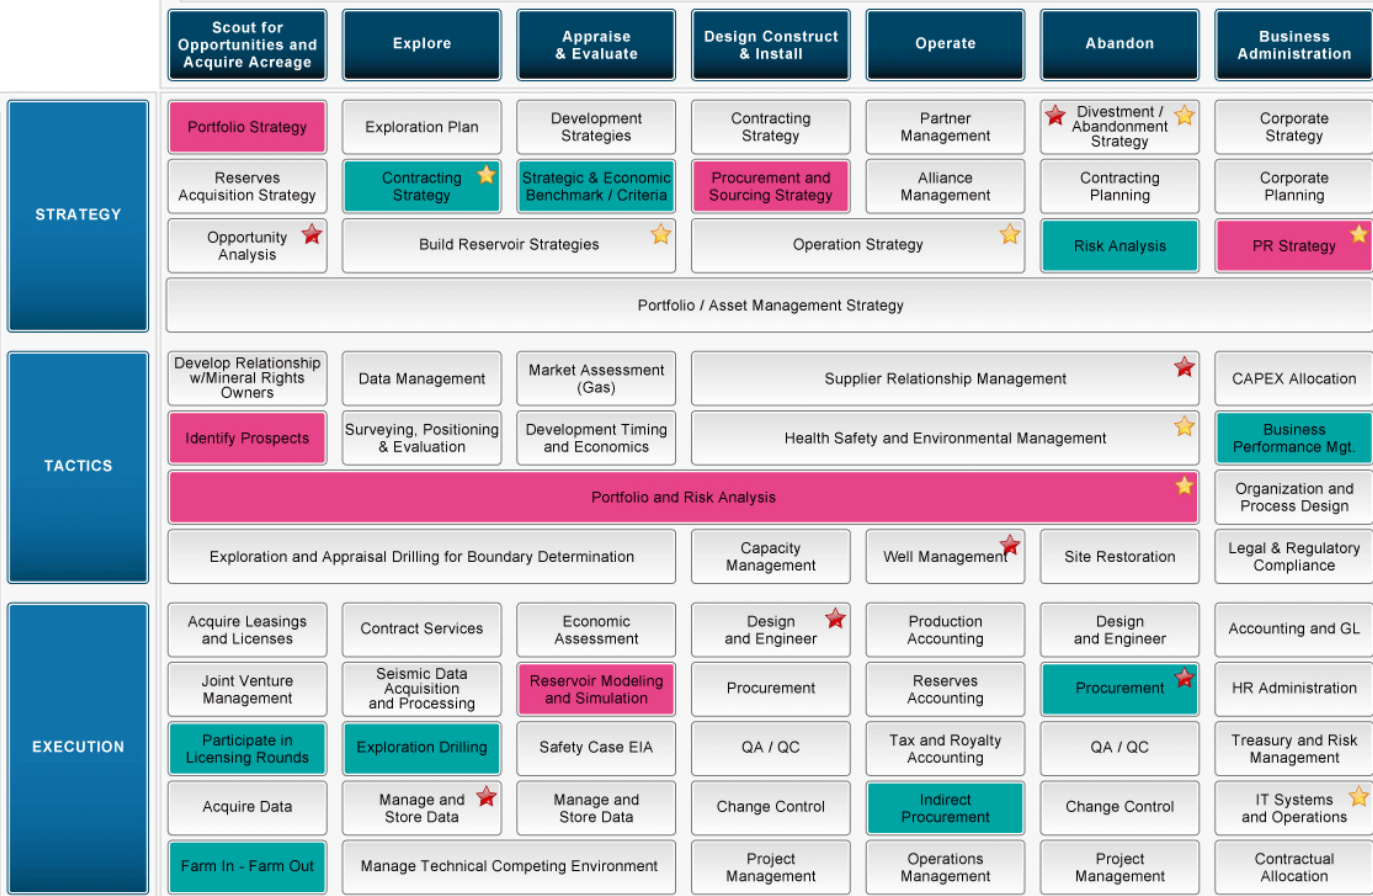 Scout for
Opportunities and
Acquire Acreage
Explore
Appraise
& Evaluate
Design Construct
& Install
Operate
Abandon
Business
Administration
STRATEGY
Portfolio Strategy
Exploration Plan
Development
Strategies
Contracting
Strategy
Partner
Management
Divestment /
Abandonment
Strategy
Corporate
Strategy
Reserves
Acquisition Strategy
Contracting
Strategy
Strategic & Economic
Benchmark / Criteria
Procurement and
Sourcing Strategy
Alliance
Management
Contracting
Planning
Corporate
Planning
Opportunity
Analysis
Build Reservoir Strategies
Operation Strategy
Risk Analysis
PR Strategy
Portfolio / Asset Management Strategy
TACTICS
Develop Relationship
w/Mineral Rights
Owners
Data Management
Market Assessment
(Gas)
Supplier Relationship Management
CAPEX Allocation
Identify Prospects
Surveying, Positioning
& Evaluation
Development Timing
and Economics
Health Safety and Environmental Management
Business
Performance Mgt.
Portfolio and Risk Analysis
Organization and
Process Design
Exploration and Appraisal Drilling for Boundary Determination
Capacity
Management
Well Management
Site Restoration
Legal & Regulatory
Compliance
EXECUTION
Acquire Leasings
and Licenses
Contract Services
Economic
Assessment
Design
and Engineer
Production
Accounting
Design
and Engineer
Accounting and GL
Joint Venture
Management
Seismic Data
Acquisition
and Processing
Reservoir Modeling
and Simulation
Procurement
Reserves
Accounting
Procurement
HR Administration
Participate in
Licensing Rounds
Exploration Drilling
Safety Case EIA
QA / QC
Tax and Royalty
Accounting
QA / QC
Treasury and Risk
Management
Acquire Data
Manage and
Store Data
Manage and
Store Data
Change Control
Indirect
Procurement
Change Control
IT Systems
and Operations
Farm In - Farm Out
Manage Technical Competing Environment
Project
Management
Operations
Management
Project
Management
Contractual
Allocation